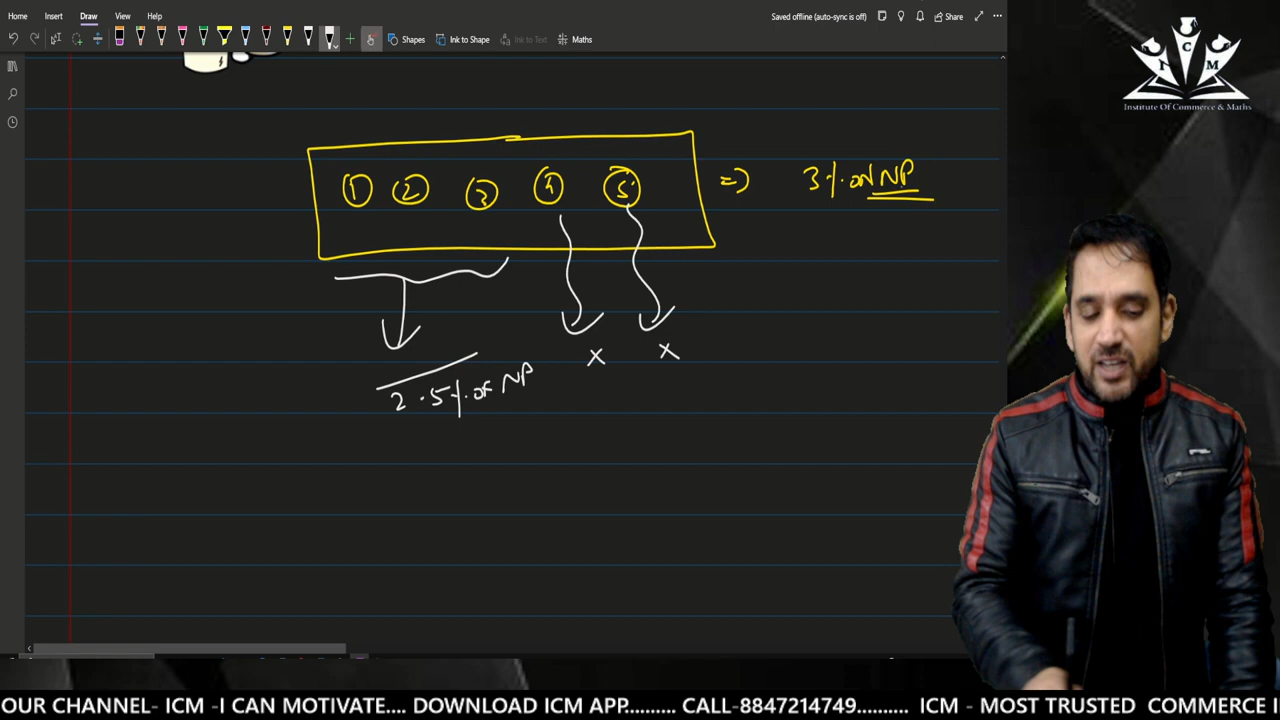 Home Insert Draw View Help
Saved offline (auto-sync is off) Share
Shapes Ink to Shape Ink to Text Maths
I C M
Institute Of Commerce & Maths
1 2 3 4 5 => 3% on NP
x x
2.5% of NP
OUR CHANNEL- ICM -I CAN MOTIVATE.... DOWNLOAD ICM APP......... CALL-8847214749.......... ICM - MOST TRUSTED COMMERCE I